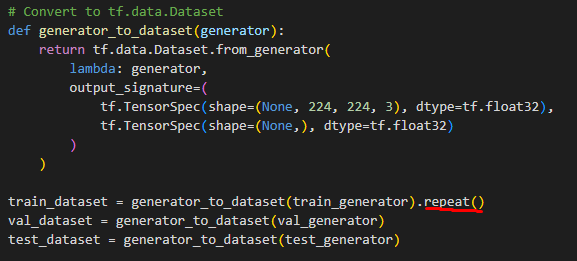 # Convert to tf.data.Dataset
def generator_to_dataset(generator):
    return tf.data.Dataset.from_generator(
        lambda: generator,
        output_signature=(
            tf.TensorSpec(shape=(None, 224, 224, 3), dtype=tf.float32),
            tf.TensorSpec(shape=(None,), dtype=tf.float32)
        )
    )
train_dataset = generator_to_dataset(train_generator).repeat()
val_dataset = generator_to_dataset(val_generator)
test_dataset = generator_to_dataset(test_generator)